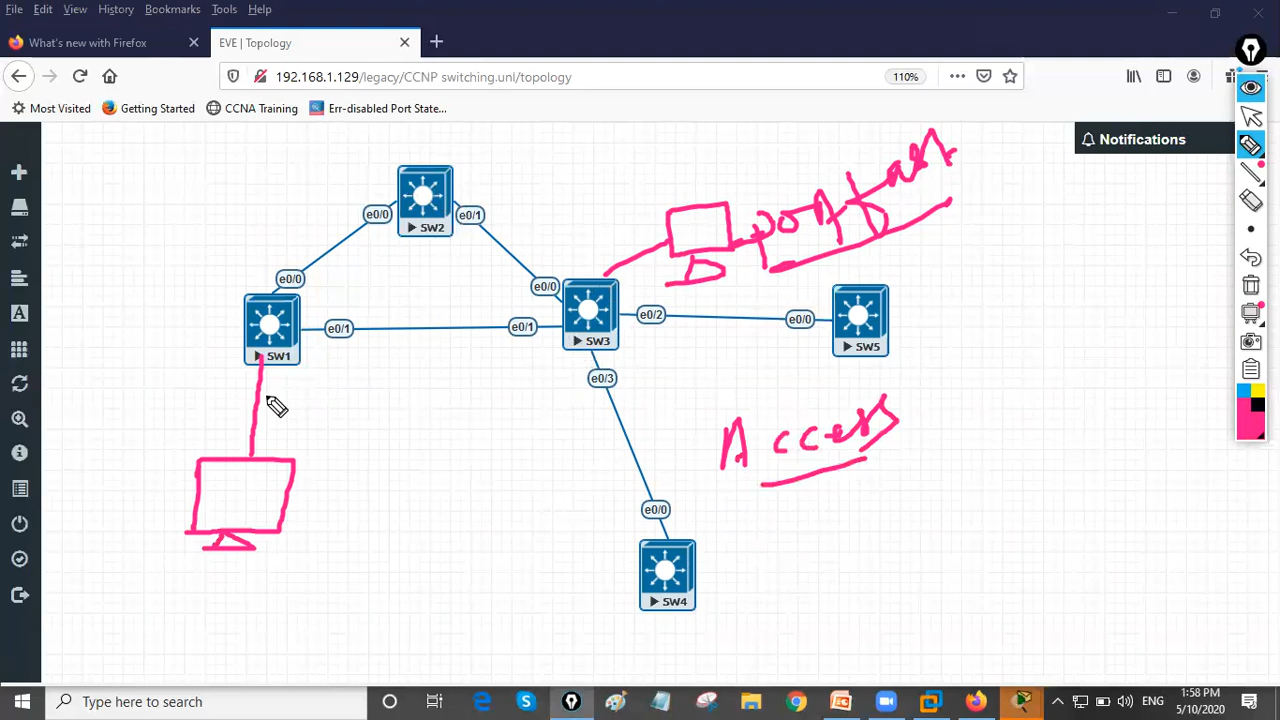 File Edit View History Bookmarks Tools Help
What's new with Firefox
EVE | Topology
192.168.1.129/legacy/CCNP switching.unl/topology
110%
Most Visited Getting Started CCNA Training Err-disabled Port State...
Notifications
portfast
e0/0 e0/1
SW2
e0/0 e0/0
SW1 e0/1 e0/1 SW3 e0/2 e0/0 SW5
e0/3
Access
e0/0
SW4
Type here to search
ENG
1:58 PM
5/10/2020